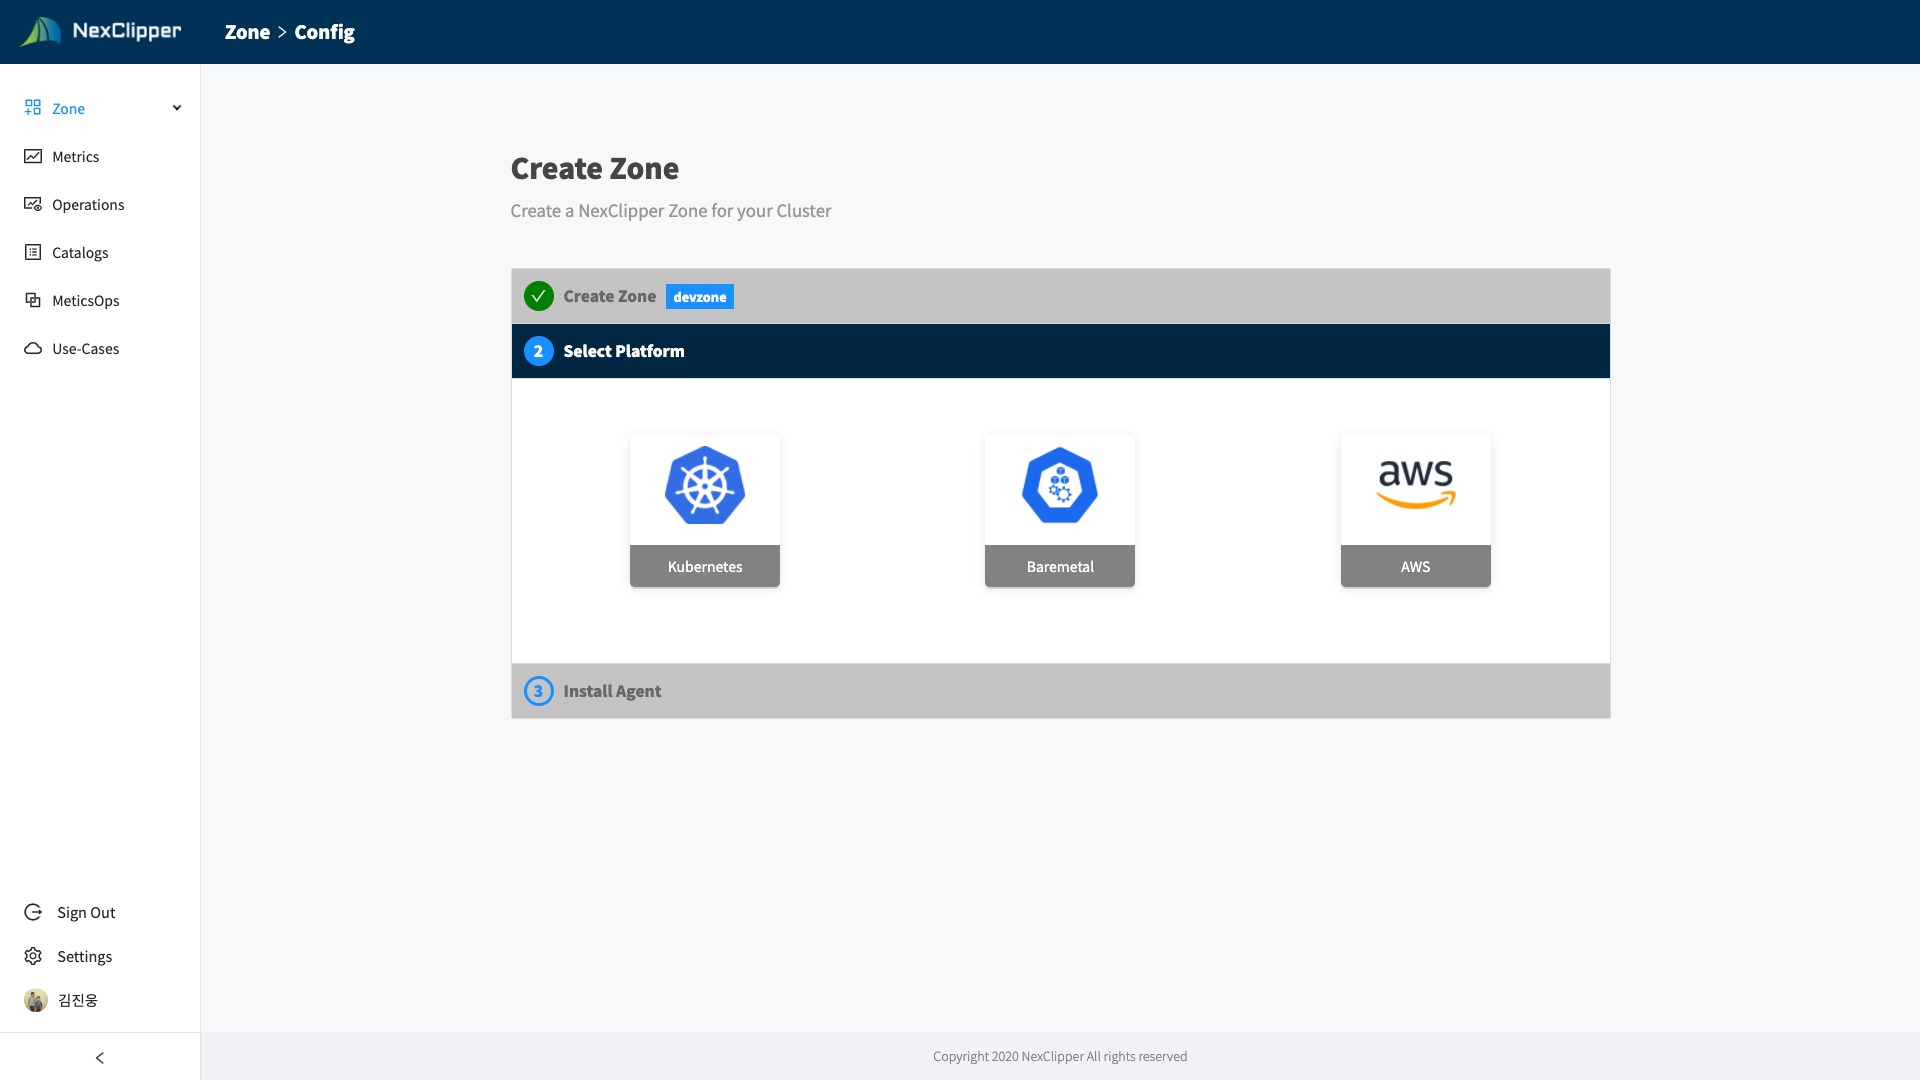 NexClipper
Zone > Config
Zone
Metrics
Operations
Catalogs
MeticsOps
Use-Cases
Create Zone
Create a NexClipper Zone for your Cluster
Create Zone devzone
2 Select Platform
aws
Kubernetes
Baremetal
AWS
3 Install Agent
Sign Out
Settings
김진웅
Copyright 2020 NexClipper All rights reserved